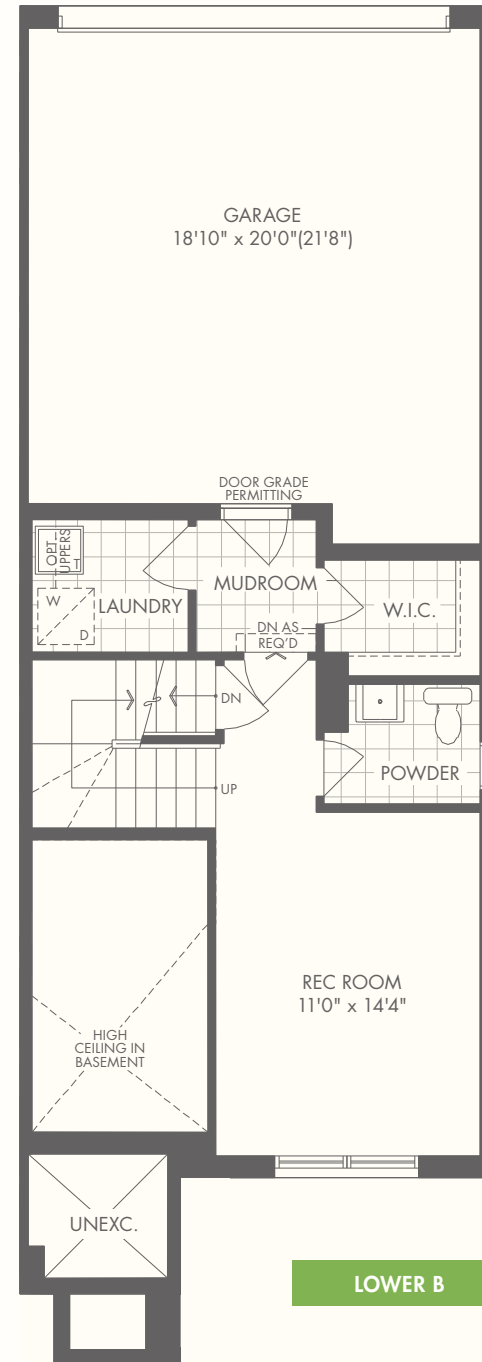 GARAGE
18'10" x 20'0"(21'8")
DOOR GRADE
PERMITTING
OPT.
UPPERS
T
W
D
LAUNDRY
MUDROOM
DN AS
REQ'D
W.I.C.
DN
UP
POWDER
REC ROOM
11'0" x 14'4"
HIGH
CEILING IN
BASEMENT
UNEXC.
LOWER B